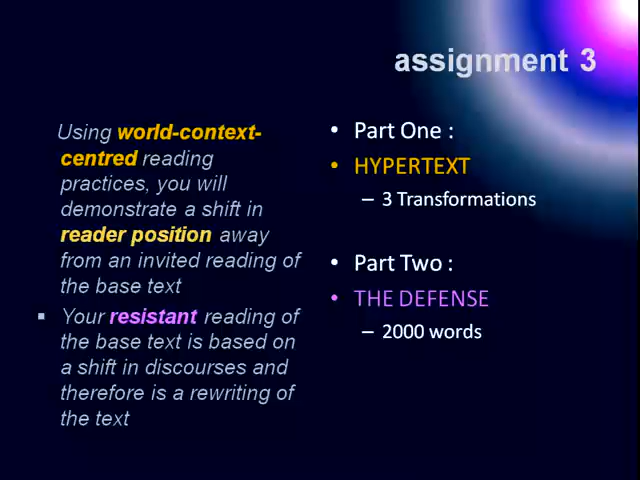 assignment 3
Using world-context-
centred reading
practices, you will
demonstrate a shift in
reader position away
from an invited reading of
the base text
▪ Your resistant reading of
the base text is based on
a shift in discourses and
therefore is a rewriting of
the text
• Part One :
• HYPERTEXT
– 3 Transformations
• Part Two :
• THE DEFENSE
– 2000 words